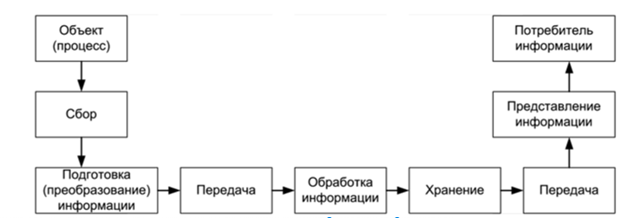 Объект
(процесс)
Сбор
Подготовка
(преобразование)
информации
Передача
Обработка
информации
Хранение
Передача
Представление
информации
Потребитель
информации